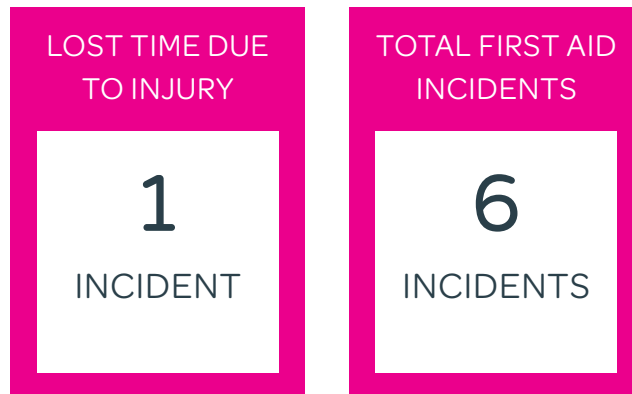 LOST TIME DUE
TO INJURY
1
INCIDENT
TOTAL FIRST AID
INCIDENTS
6
INCIDENTS